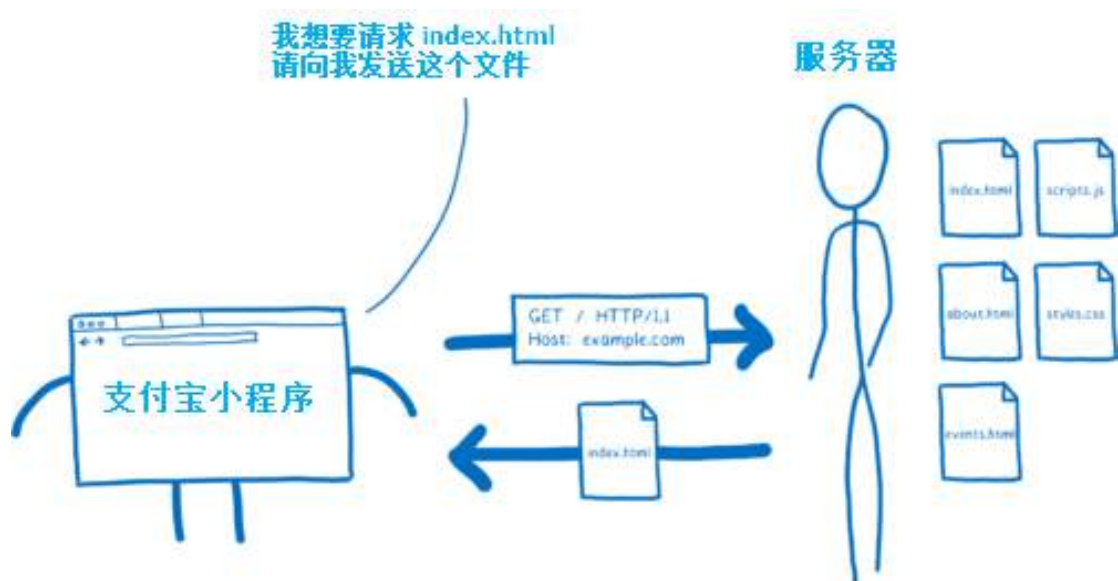 我想要请求 index.html
请向我发送这个文件
服务器
index.html
scripts.js
GET / HTTP/1.1
Host: example.com
about.html
styles.css
支付宝小程序
index.html
events.html